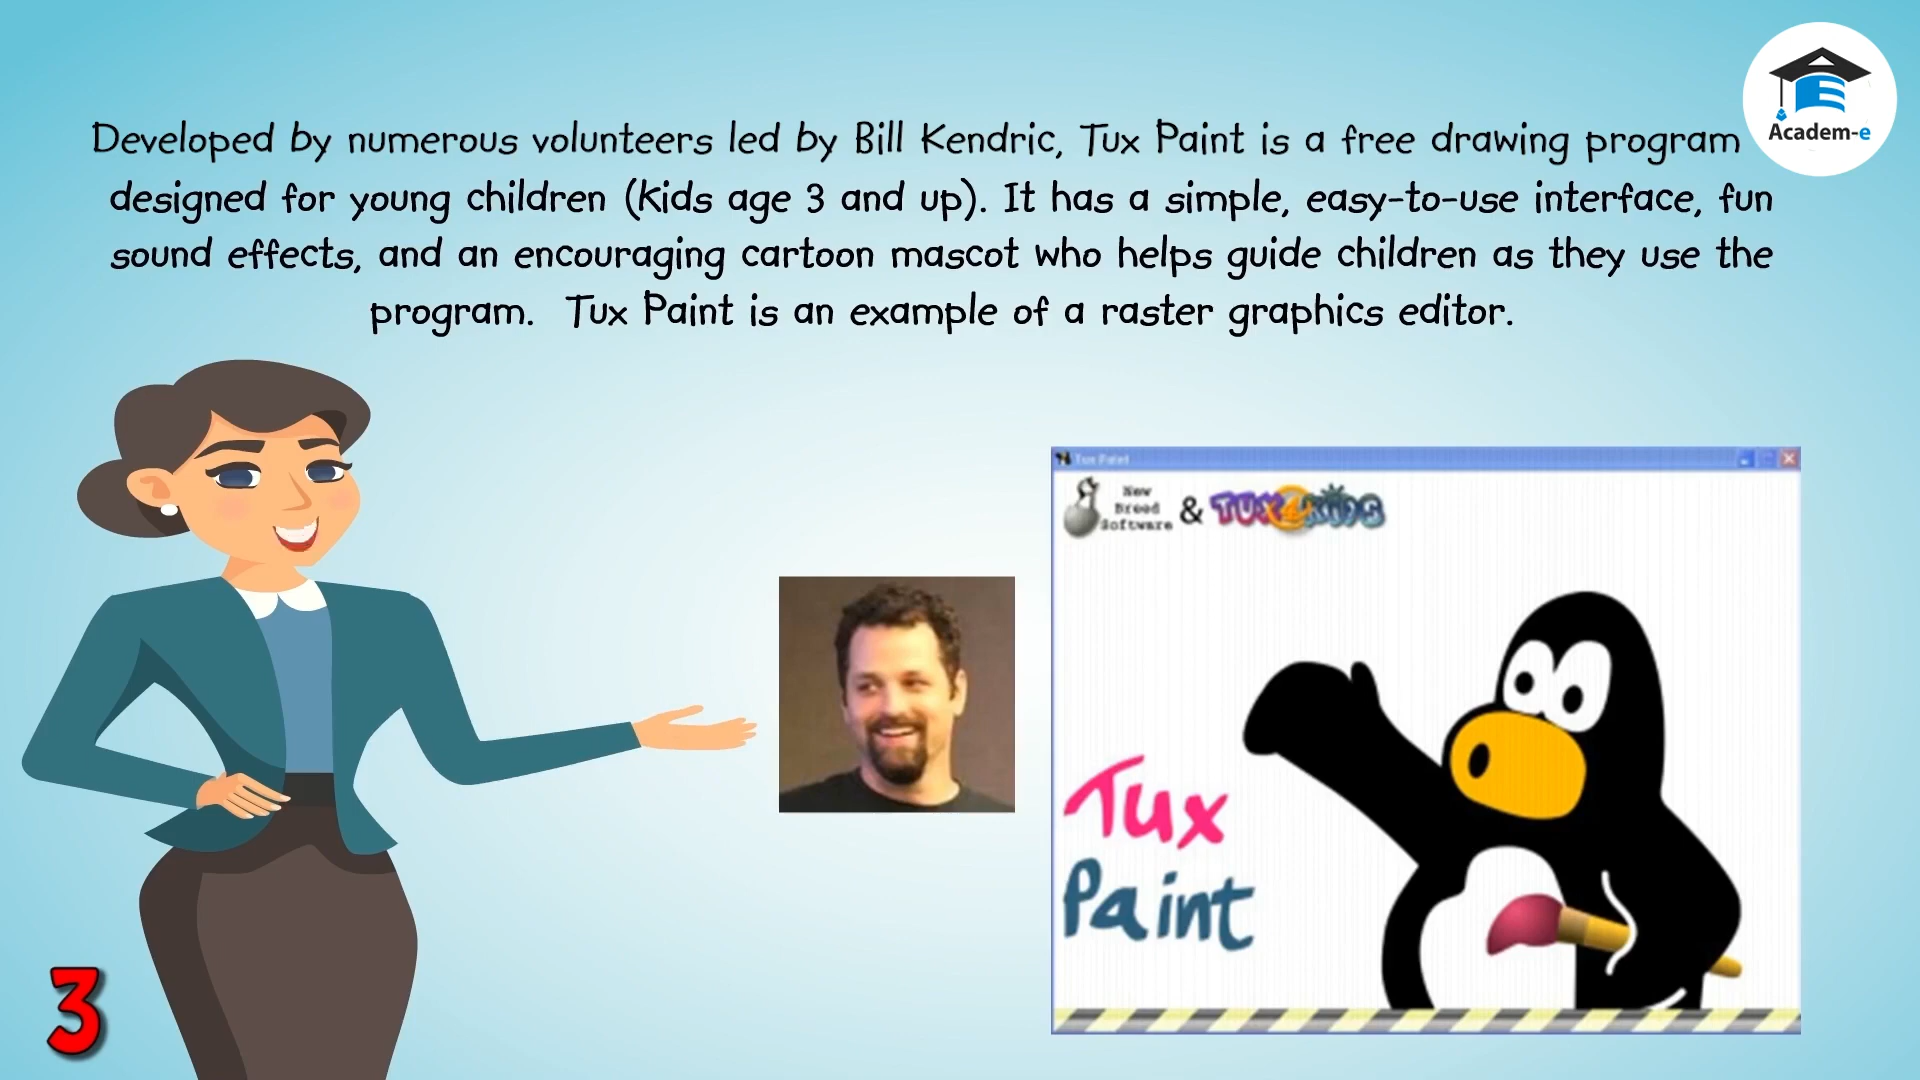 Developed by numerous volunteers led by Bill Kendric, Tux Paint is a free drawing program
designed for young children (kids age 3 and up). It has a simple, easy-to-use interface, fun
sound effects, and an encouraging cartoon mascot who helps guide children as they use the
program. Tux Paint is an example of a raster graphics editor.
Academ-e
Tux Paint
New
Breed
Software
& TUX4KIDS
Tux
Paint
3